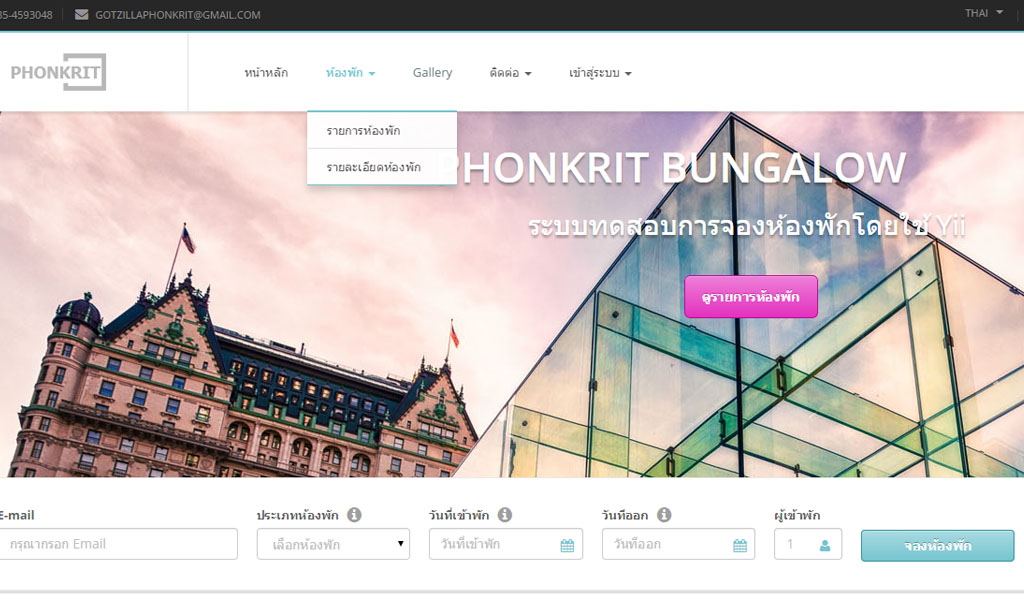 35-4593048 GOTZILLAPHONKRIT@GMAIL.COM THAI
PHONKRIT
หน้าหลัก ห้องพัก Gallery ติดต่อ เข้าสู่ระบบ
รายการห้องพัก
รายละเอียดห้องพัก
PHONKRIT BUNGALOW
ระบบทดสอบการจองห้องพักโดยใช้ Yii
ดูรายการห้องพัก
E-mail ประเภทห้องพัก วันที่เข้าพัก วันที่ออก ผู้เข้าพัก
กรุณากรอก Email เลือกห้องพัก วันที่เข้าพัก วันที่ออก 1 จองห้องพัก